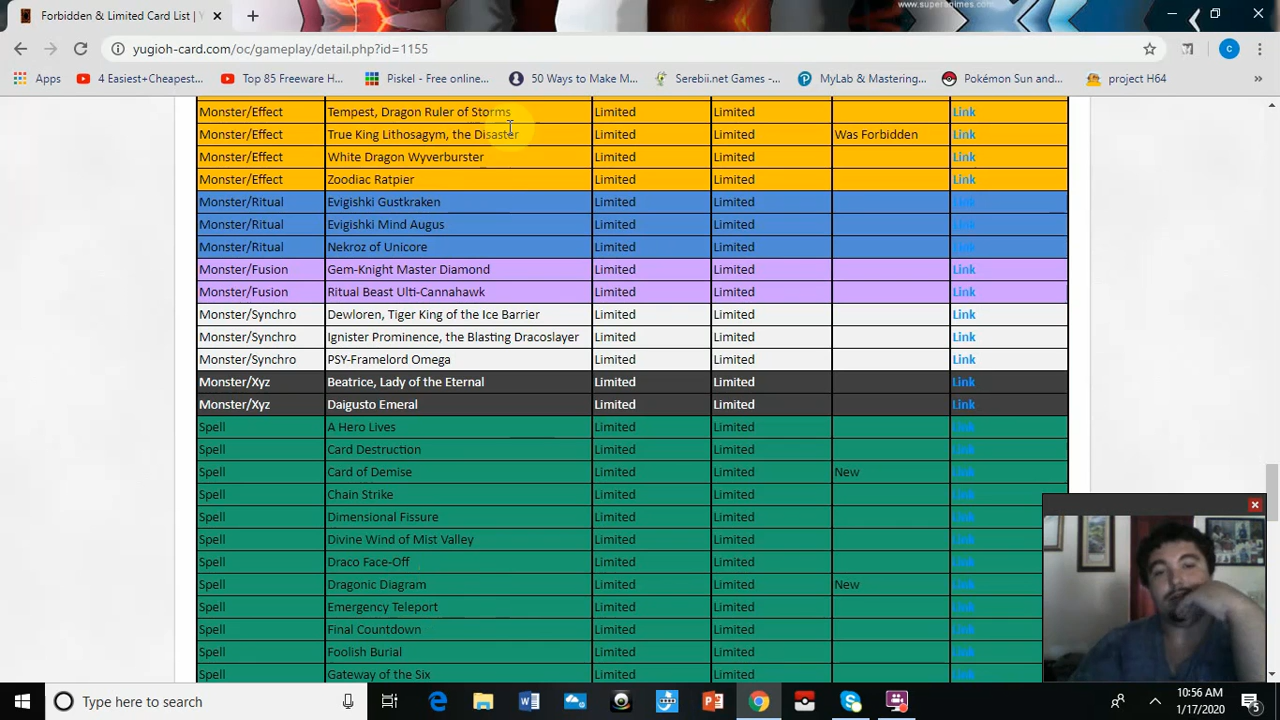 www.superanimes.com
Forbidden & Limited Card List | Y
yugioh-card.com/oc/gameplay/detail.php?id=1155
c
Apps 4 Easiest+Cheapest... Top 85 Freeware H... Piskel - Free online... 50 Ways to Make M... Serebii.net Games -... MyLab & Mastering... Pokémon Sun and... project H64
Monster/Effect Tempest, Dragon Ruler of Storms Limited Limited Link
Monster/Effect True King Lithosagym, the Disaster Limited Limited Was Forbidden Link
Monster/Effect White Dragon Wyverburster Limited Limited Link
Monster/Effect Zoodiac Ratpier Limited Limited Link
Monster/Ritual Evigishki Gustkraken Limited Limited Link
Monster/Ritual Evigishki Mind Augus Limited Limited Link
Monster/Ritual Nekroz of Unicore Limited Limited Link
Monster/Fusion Gem-Knight Master Diamond Limited Limited Link
Monster/Fusion Ritual Beast Ulti-Cannahawk Limited Limited Link
Monster/Synchro Dewloren, Tiger King of the Ice Barrier Limited Limited Link
Monster/Synchro Ignister Prominence, the Blasting Dracoslayer Limited Limited Link
Monster/Synchro PSY-Framelord Omega Limited Limited Link
Monster/Xyz Beatrice, Lady of the Eternal Limited Limited Link
Monster/Xyz Daigusto Emeral Limited Limited Link
Spell A Hero Lives Limited Limited Link
Spell Card Destruction Limited Limited Link
Spell Card of Demise Limited Limited New Link
Spell Chain Strike Limited Limited Link
Spell Dimensional Fissure Limited Limited Link
Spell Divine Wind of Mist Valley Limited Limited Link
Spell Draco Face-Off Limited Limited Link
Spell Dragonic Diagram Limited Limited New Link
Spell Emergency Teleport Limited Limited Link
Spell Final Countdown Limited Limited Link
Spell Foolish Burial Limited Limited Link
Spell Gateway of the Six Limited Limited Link
Type here to search
10:56 AM
1/17/2020
5